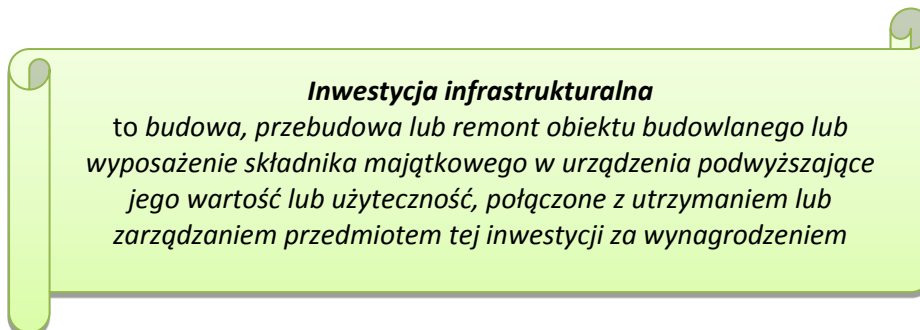 Inwestycja infrastrukturalna
to budowa, przebudowa lub remont obiektu budowlanego lub
wyposażenie składnika majątkowego w urządzenia podwyższające
jego wartość lub użyteczność, połączone z utrzymaniem lub
zarządzaniem przedmiotem tej inwestycji za wynagrodzeniem